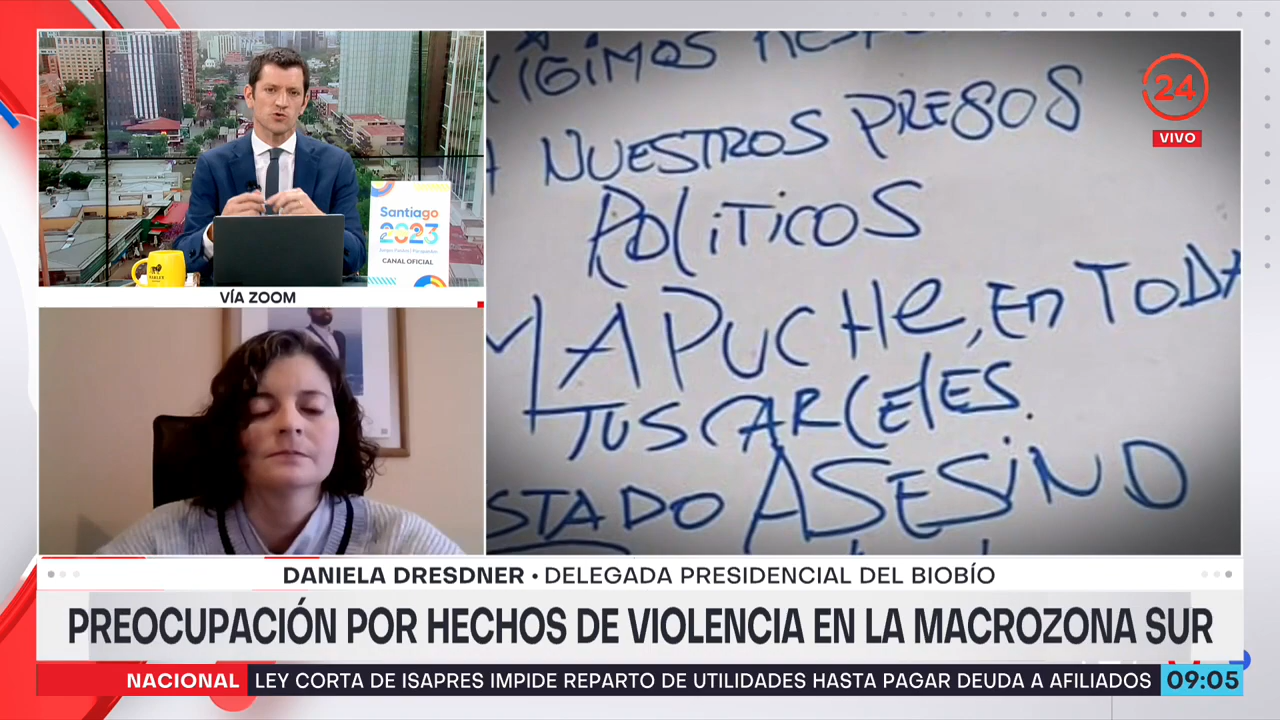 Santiago
2023
CANAL OFICIAL
VÍA ZOOM
24
VIVO
NUESTROS PRESOS
POLÍTICOS
MAPUCHE, EN TODA
TUS CARCELES.
STADO ASESINO
DANIELA DRESDNER • DELEGADA PRESIDENCIAL DEL BIOBÍO
PREOCUPACIÓN POR HECHOS DE VIOLENCIA EN LA MACROZONA SUR
NACIONAL LEY CORTA DE ISAPRES IMPIDE REPARTO DE UTILIDADES HASTA PAGAR DEUDA A AFILIADOS 09:05